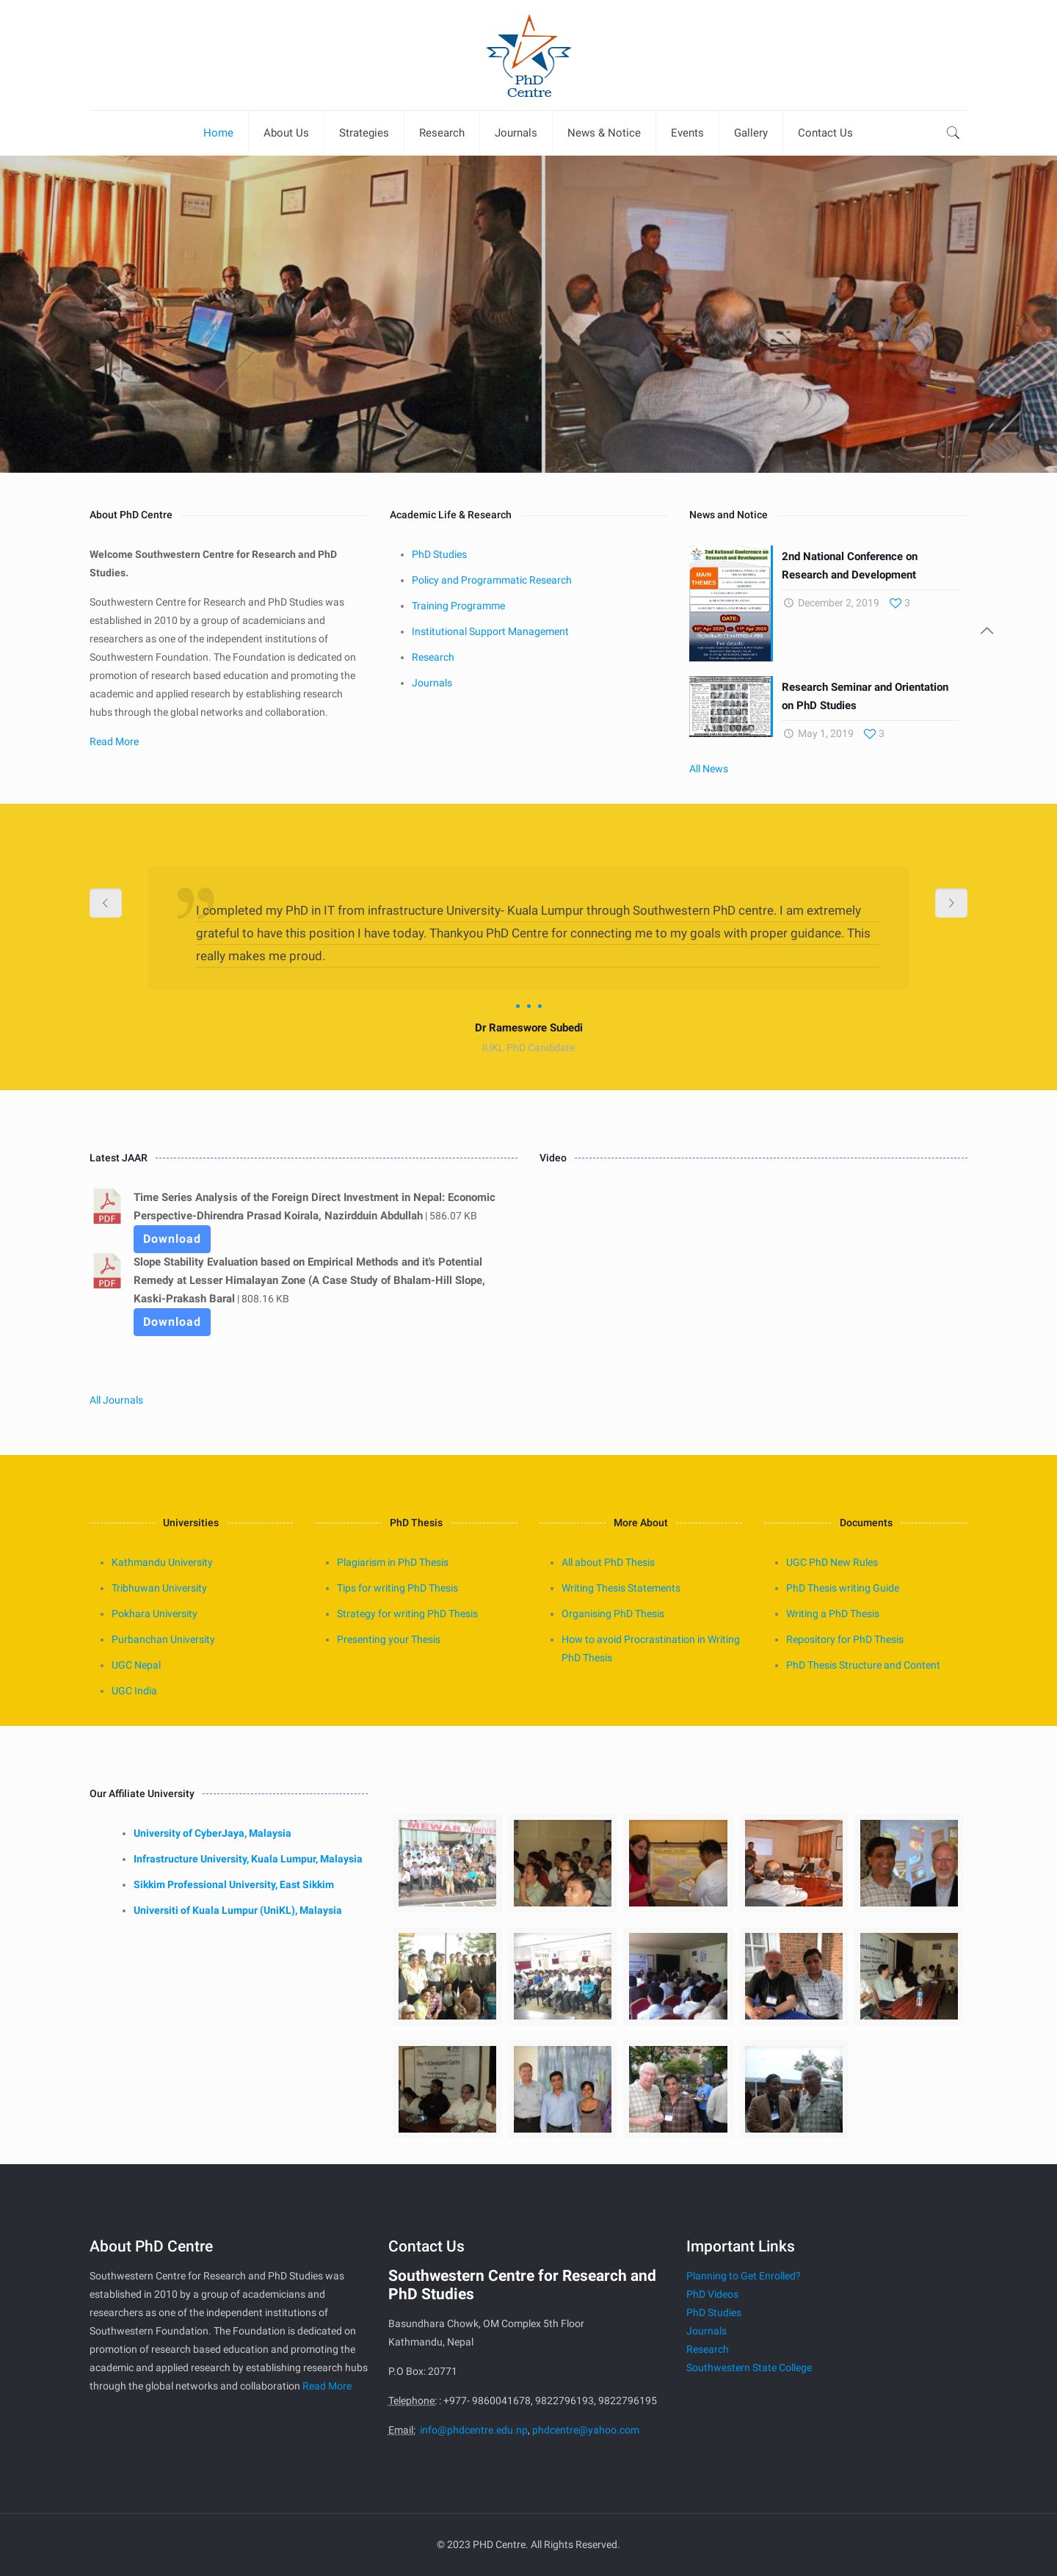 PhD
Centre
Home
About Us
Strategies
Research
Journals
News & Notice
Events
Gallery
Contact Us
About PhD Centre
Welcome Southwestern Centre for Research and PhD
Studies.
Southwestern Centre for Research and PhD Studies was
established in 2010 by a group of academicians and
researchers as one of the independent institutions of
Southwestern Foundation. The Foundation is dedicated on
promotion of research based education and promoting the
academic and applied research by establishing research
hubs through the global networks and collaboration.
Read More
Academic Life & Research
PhD Studies
Policy and Programmatic Research
Training Programme
Institutional Support Management
Research
Journals
News and Notice
2nd National Conference on
Research and Development
MAIN
THEMES
DATE:
For details:
2nd National Conference on
Research and Development
December 2, 2019 3
Research Seminar and Orientation
on PhD Studies
May 1, 2019 3
All News
I completed my PhD in IT from infrastructure University- Kuala Lumpur through Southwestern PhD centre. I am extremely
grateful to have this position I have today. Thankyou PhD Centre for connecting me to my goals with proper guidance. This
really makes me proud.
Dr Rameswore Subedi
IUKL PhD Candidate
Latest JAAR
PDF
Time Series Analysis of the Foreign Direct Investment in Nepal: Economic
Perspective-Dhirendra Prasad Koirala, Nazirdduin Abdullah | 586.07 KB
Download
PDF
Slope Stability Evaluation based on Empirical Methods and it's Potential
Remedy at Lesser Himalayan Zone (A Case Study of Bhalam-Hill Slope,
Kaski-Prakash Baral | 808.16 KB
Download
All Journals
Video
Universities
Kathmandu University
Tribhuwan University
Pokhara University
Purbanchan University
UGC Nepal
UGC India
PhD Thesis
Plagiarism in PhD Thesis
Tips for writing PhD Thesis
Strategy for writing PhD Thesis
Presenting your Thesis
More About
All about PhD Thesis
Writing Thesis Statements
Organising PhD Thesis
How to avoid Procrastination in Writing
PhD Thesis
Documents
UGC PhD New Rules
PhD Thesis writing Guide
Writing a PhD Thesis
Repository for PhD Thesis
PhD Thesis Structure and Content
Our Affiliate University
University of CyberJaya, Malaysia
Infrastructure University, Kuala Lumpur, Malaysia
Sikkim Professional University, East Sikkim
Universiti of Kuala Lumpur (UniKL), Malaysia
MEWAR UNIVER
About PhD Centre
Southwestern Centre for Research and PhD Studies was
established in 2010 by a group of academicians and
researchers as one of the independent institutions of
Southwestern Foundation. The Foundation is dedicated on
promotion of research based education and promoting the
academic and applied research by establishing research hubs
through the global networks and collaboration Read More
Contact Us
Southwestern Centre for Research and
PhD Studies
Basundhara Chowk, OM Complex 5th Floor
Kathmandu, Nepal
P.O Box: 20771
Telephone: : +977- 9860041678, 9822796193, 9822796195
Email: info@phdcentre.edu.np, phdcentre@yahoo.com
Important Links
Planning to Get Enrolled?
PhD Videos
PhD Studies
Journals
Research
Southwestern State College
© 2023 PHD Centre. All Rights Reserved.